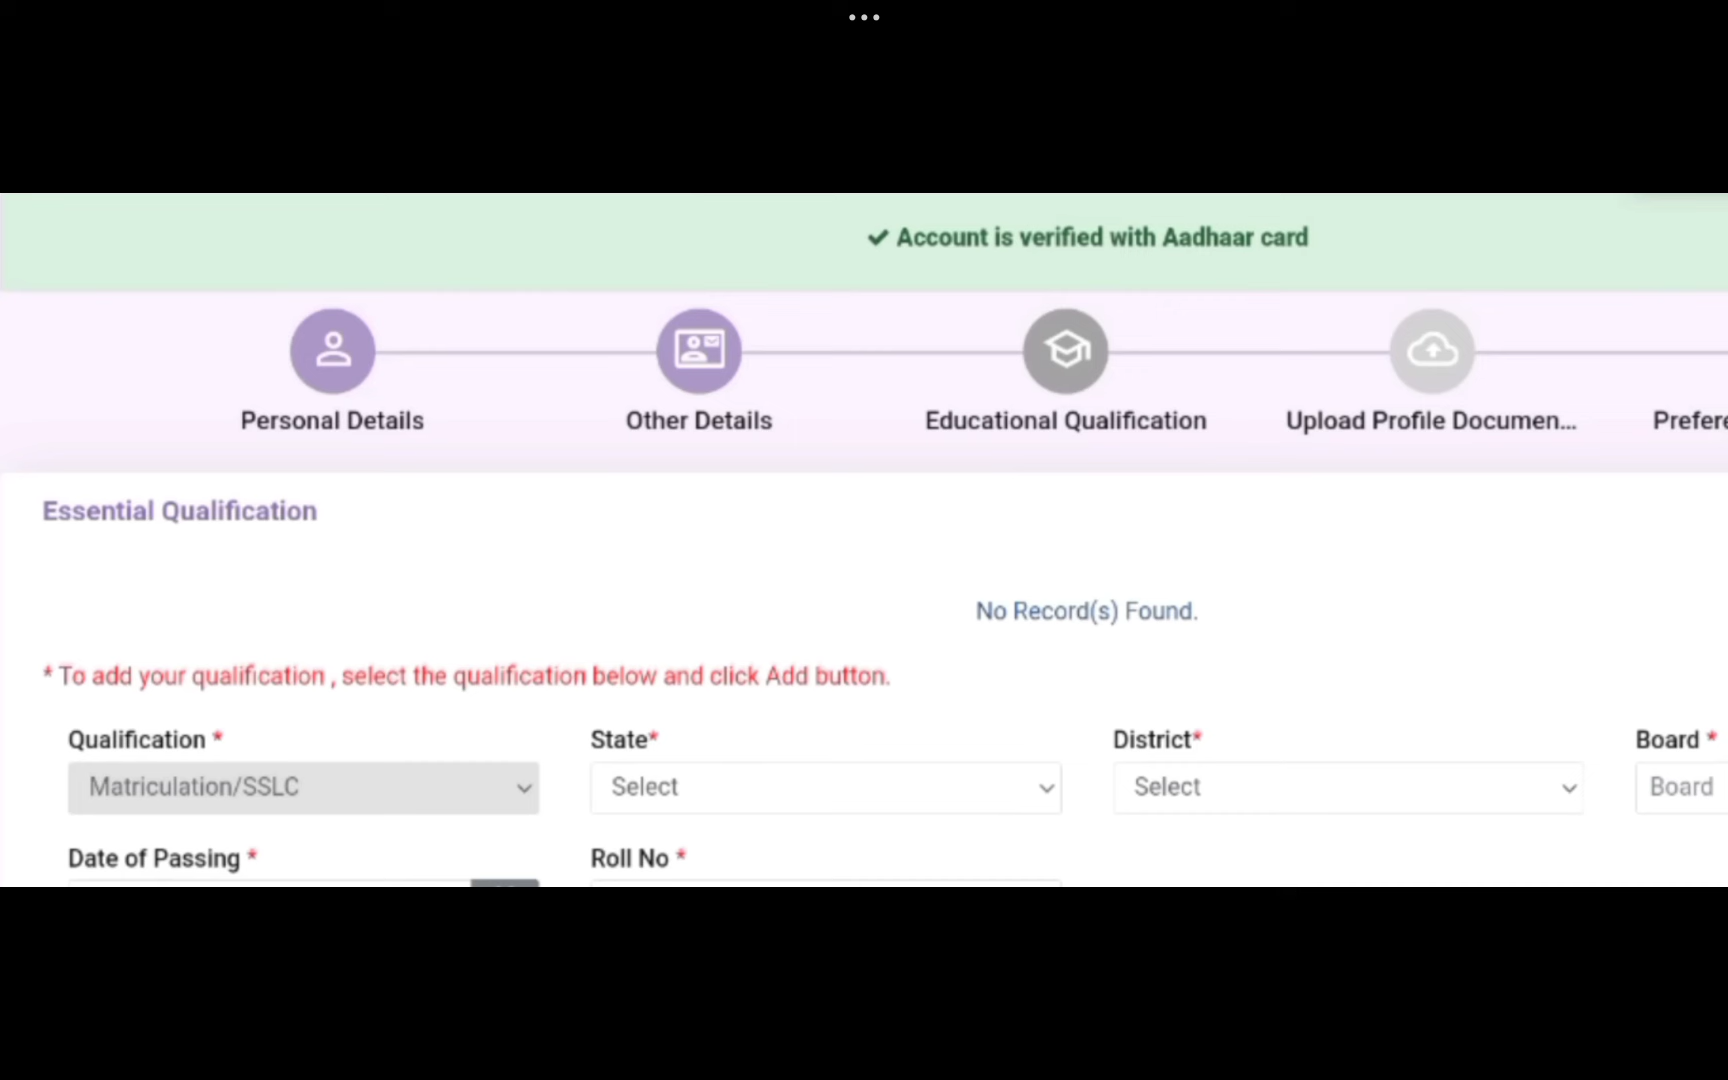 Account is verified with Aadhaar card
Personal Details
Other Details
Educational Qualification
Upload Profile Documen...
Prefere
Essential Qualification
No Record(s) Found.
* To add your qualification , select the qualification below and click Add button.
Qualification *
State*
District*
Board *
Matriculation/SSLC
Select
Select
Board
Date of Passing *
Roll No *